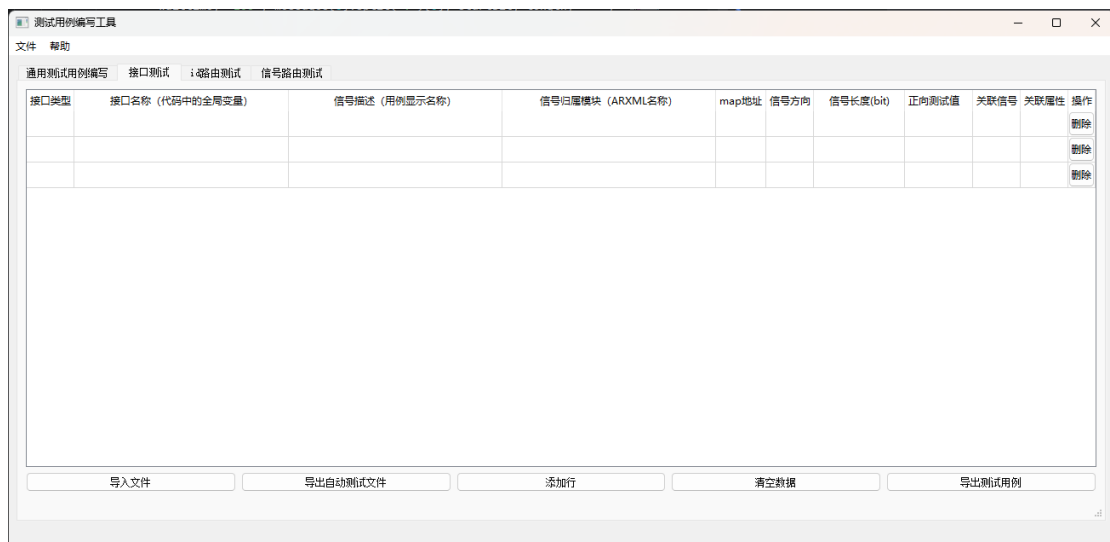 测试用例编写工具
文件 帮助
通用测试用例编写 接口测试 id路由测试 信号路由测试
接口类型 接口名称（代码中的全局变量） 信号描述（用例显示名称） 信号归属模块（ARXML名称） map地址 信号方向 信号长度(bit) 正向测试值 关联信号 关联属性 操作
删除
删除
删除
导入文件 导出自动测试文件 添加行 清空数据 导出测试用例